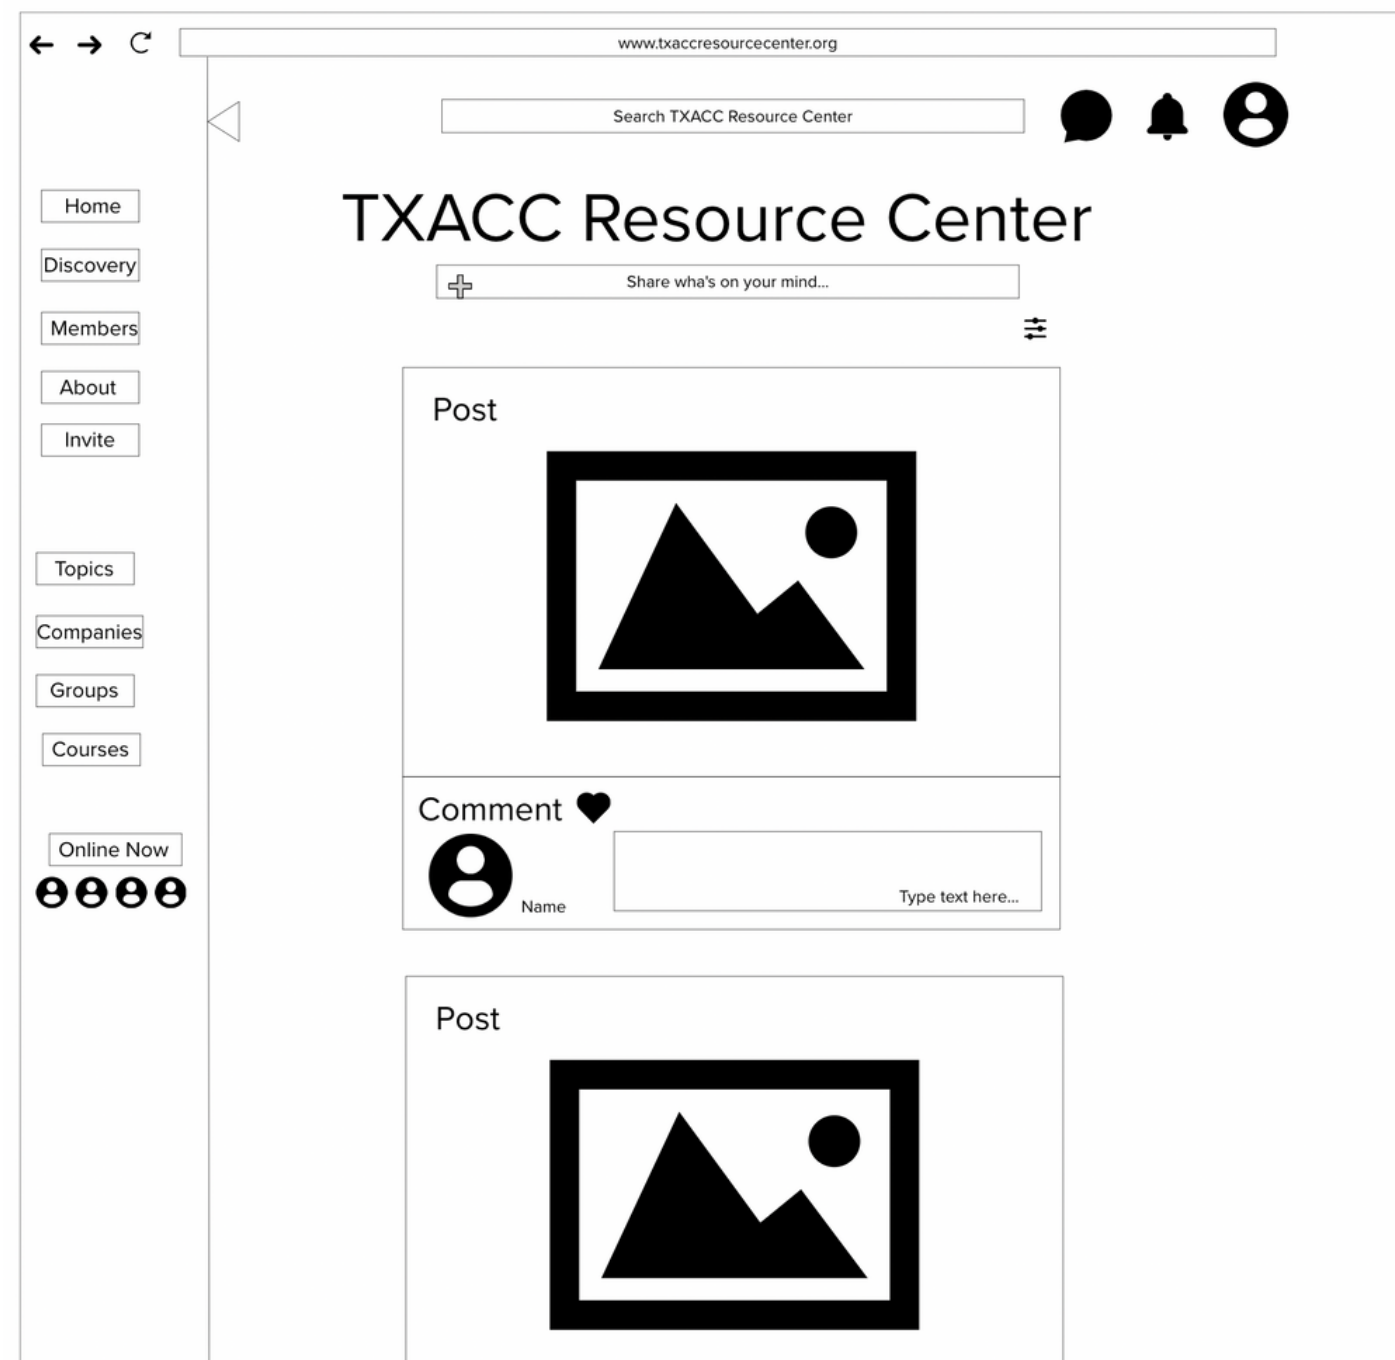 www.txaccresourcecenter.org
Search TXACC Resource Center
TXACC Resource Center
Share wha's on your mind...
Home
Discovery
Members
About
Invite
Topics
Companies
Groups
Courses
Online Now
Post
Comment
Name
Type text here...
Post